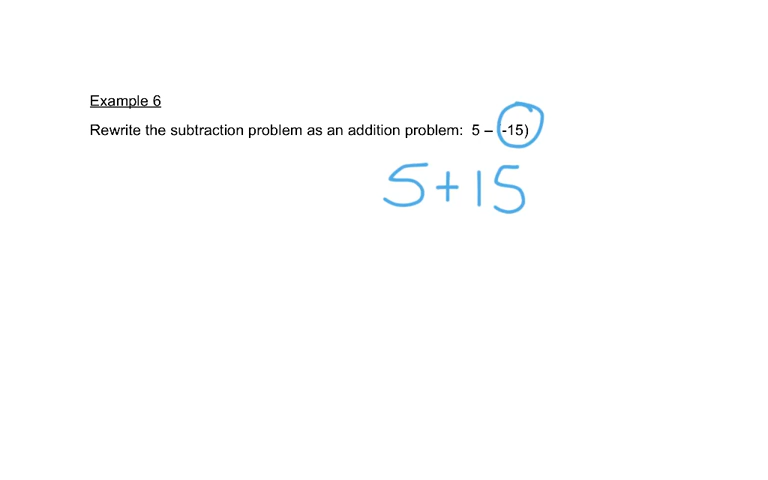 Example 6
Rewrite the subtraction problem as an addition problem: 5 – (-15)
5+15